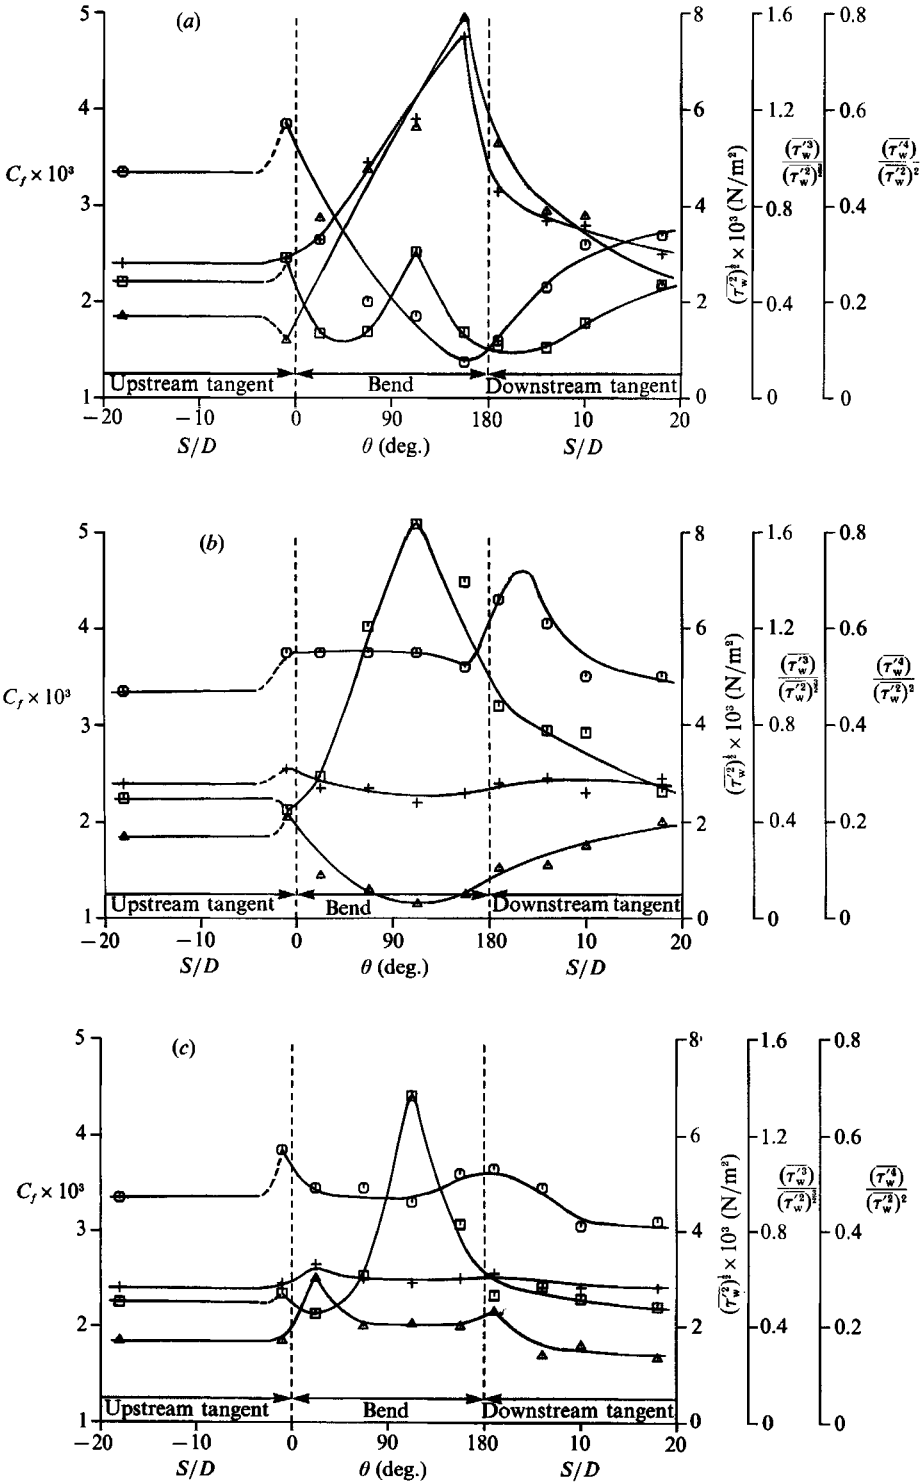 (a)
5
4
3
2
1
C_f × 10³
8
6
4
2
0
(τ'_w²)^½ × 10³ (N/m²)
1.6
1.2
0.8
0.4
0
(τ'_w³)
(τ'_w²)^3/2
0.8
0.6
0.4
0.2
0
(τ'_w⁴)
(τ'_w²)²
Upstream tangent
Bend
Downstream tangent
−20 −10 0 90 180 10 20
S/D θ (deg.) S/D
(b)
5
4
3
2
1
C_f × 10³
8
6
4
2
0
(τ'_w²)^½ × 10³ (N/m²)
1.6
1.2
0.8
0.4
0
(τ'_w³)
(τ'_w²)^3/2
0.8
0.6
0.4
0.2
0
(τ'_w⁴)
(τ'_w²)²
Upstream tangent
Bend
Downstream tangent
−20 −10 0 90 180 10 20
S/D θ (deg.) S/D
(c)
5
4
3
2
1
C_f × 10³
8
6
4
2
0
(τ'_w²)^½ × 10³ (N/m²)
1.6
1.2
0.8
0.4
0
(τ'_w³)
(τ'_w²)^3/2
0.8
0.6
0.4
0.2
0
(τ'_w⁴)
(τ'_w²)²
Upstream tangent
Bend
Downstream tangent
−20 −10 0 90 180 10 20
S/D θ (deg.) S/D